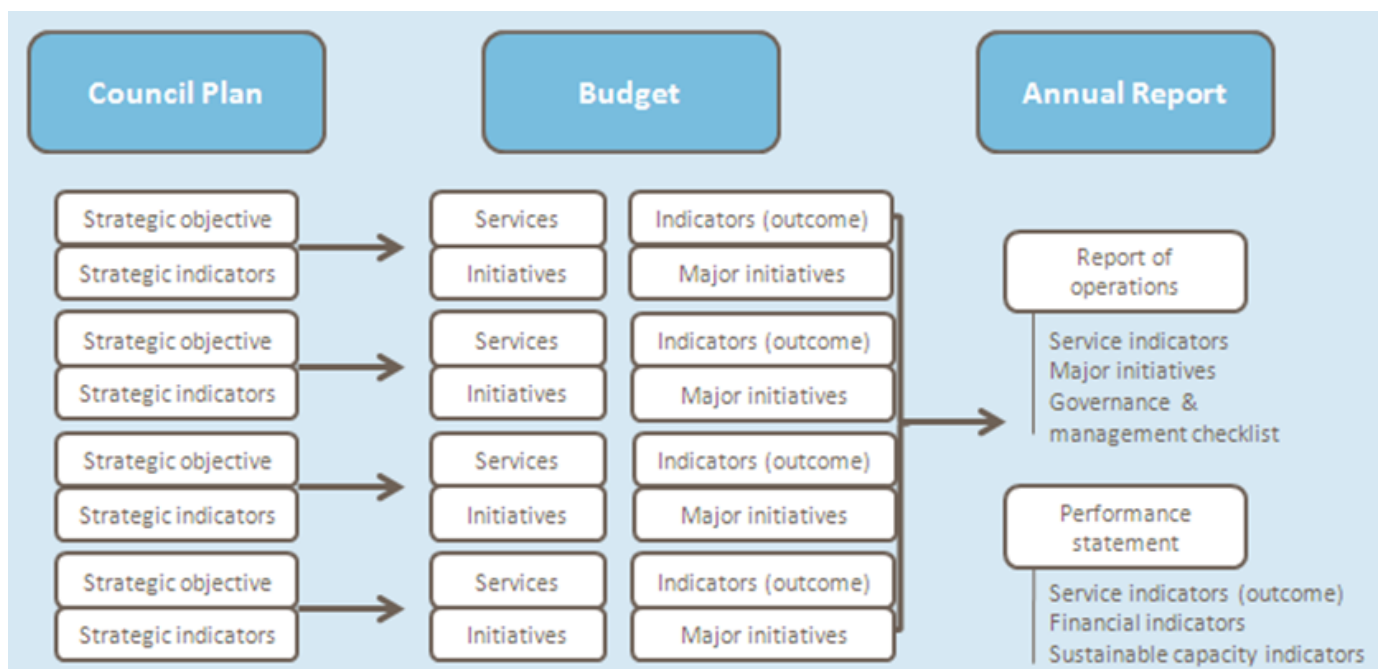 Council Plan
Budget
Annual Report
Strategic objective
Strategic indicators
Services
Initiatives
Indicators (outcome)
Major initiatives
Strategic objective
Strategic indicators
Services
Initiatives
Indicators (outcome)
Major initiatives
Strategic objective
Strategic indicators
Services
Initiatives
Indicators (outcome)
Major initiatives
Strategic objective
Strategic indicators
Services
Initiatives
Indicators (outcome)
Major initiatives
Report of
operations
Service indicators
Major initiatives
Governance &
management checklist
Performance
statement
Service indicators (outcome)
Financial indicators
Sustainable capacity indicators